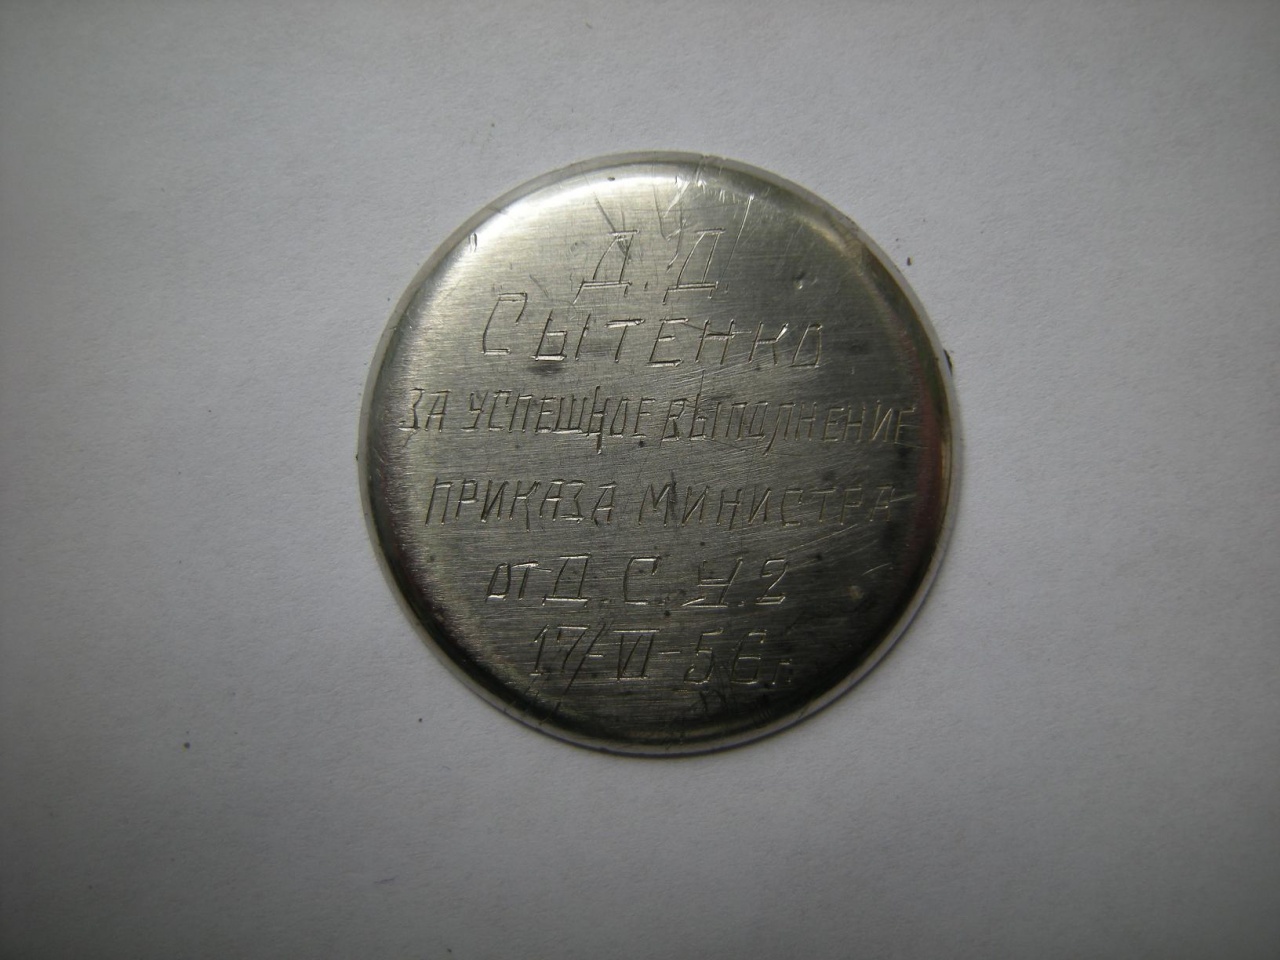 Д. Д.
СЫТЕНКО
ЗА УСПЕШНОЕ ВЫПОЛНЕНИЕ
ПРИКАЗА МИНИСТРА
ОТ Д.С.У.2
17/-VI-56г